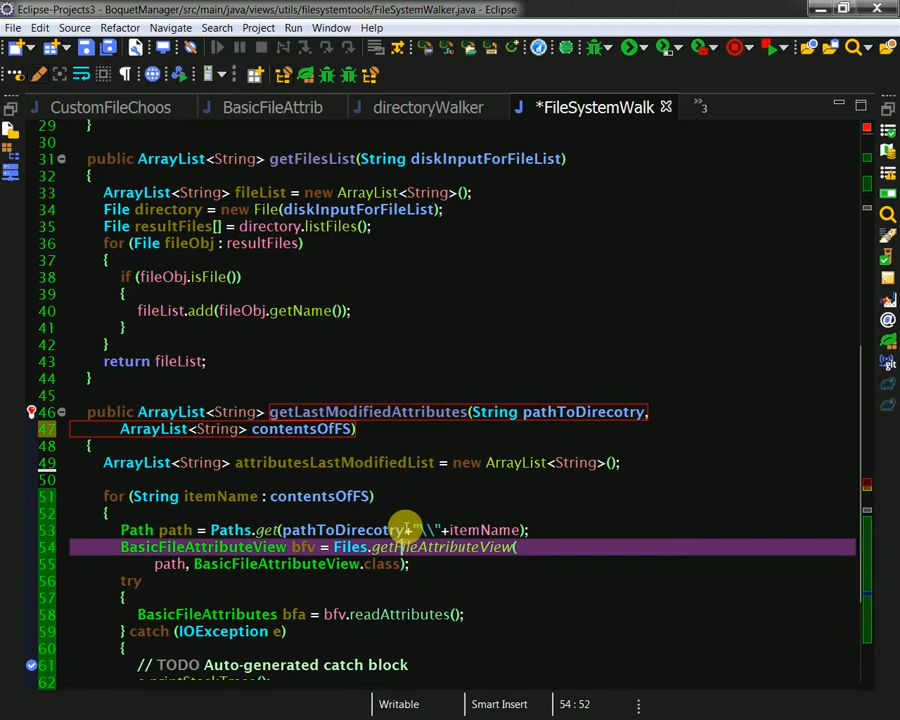 Eclipse-Projects3 - BoquetManager/src/main/java/views/utils/filesystemtools/FileSystemWalker.java - Eclipse
File Edit Source Refactor Navigate Search Project Run Window Help
CustomFileChoos BasicFileAttrib directoryWalker *FileSystemWalk »3
29 }
30
31 public ArrayList<String> getFilesList(String diskInputForFileList)
32 {
33 ArrayList<String> fileList = new ArrayList<String>();
34 File directory = new File(diskInputForFileList);
35 File resultFiles[] = directory.listFiles();
36 for (File fileObj : resultFiles)
37 {
38 if (fileObj.isFile())
39 {
40 fileList.add(fileObj.getName());
41 }
42 }
43 return fileList;
44 }
45
46 public ArrayList<String> getLastModifiedAttributes(String pathToDirecotry,
47 ArrayList<String> contentsOfFS)
48 {
49 ArrayList<String> attributesLastModifiedList = new ArrayList<String>();
50
51 for (String itemName : contentsOfFS)
52 {
53 Path path = Paths.get(pathToDirecotry+"\\"+itemName);
54 BasicFileAttributeView bfv = Files.getFileAttributeView(
55 path, BasicFileAttributeView.class);
56 try
57 {
58 BasicFileAttributes bfa = bfv.readAttributes();
59 } catch (IOException e)
60 {
61 // TODO Auto-generated catch block
62 e.printStackTrace();
Writable Smart Insert 54 : 52